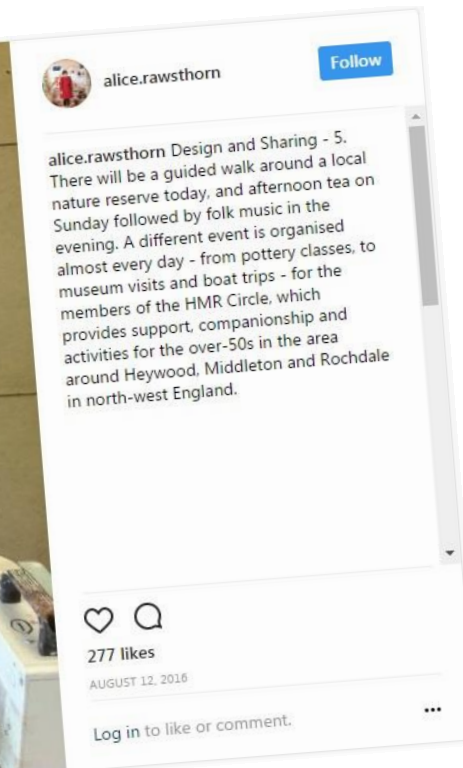 alice.rawsthorn
Follow
alice.rawsthorn Design and Sharing - 5.
There will be a guided walk around a local
nature reserve today, and afternoon tea on
Sunday followed by folk music in the
evening. A different event is organised
almost every day - from pottery classes, to
museum visits and boat trips - for the
members of the HMR Circle, which
provides support, companionship and
activities for the over-50s in the area
around Heywood, Middleton and Rochdale
in north-west England.
277 likes
AUGUST 12, 2016
Log in to like or comment.